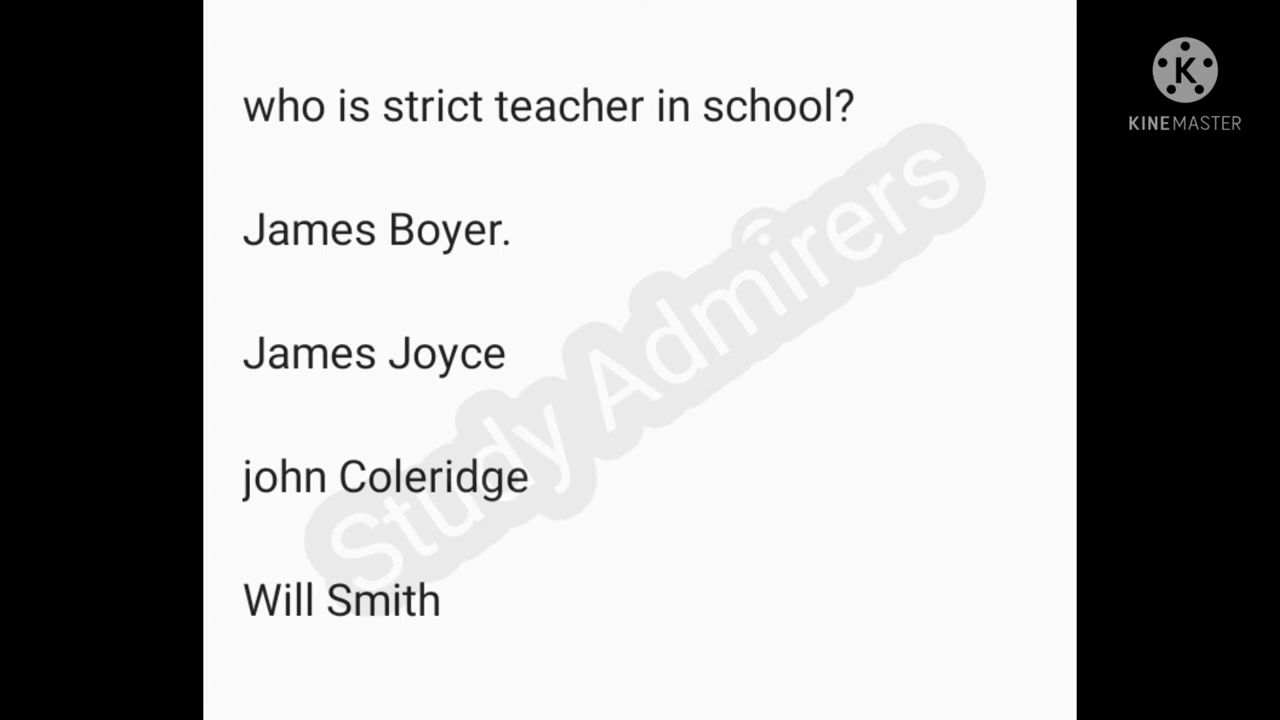 who is strict teacher in school?
James Boyer.
James Joyce
john Coleridge
Will Smith
Study Admirers
KINEMASTER